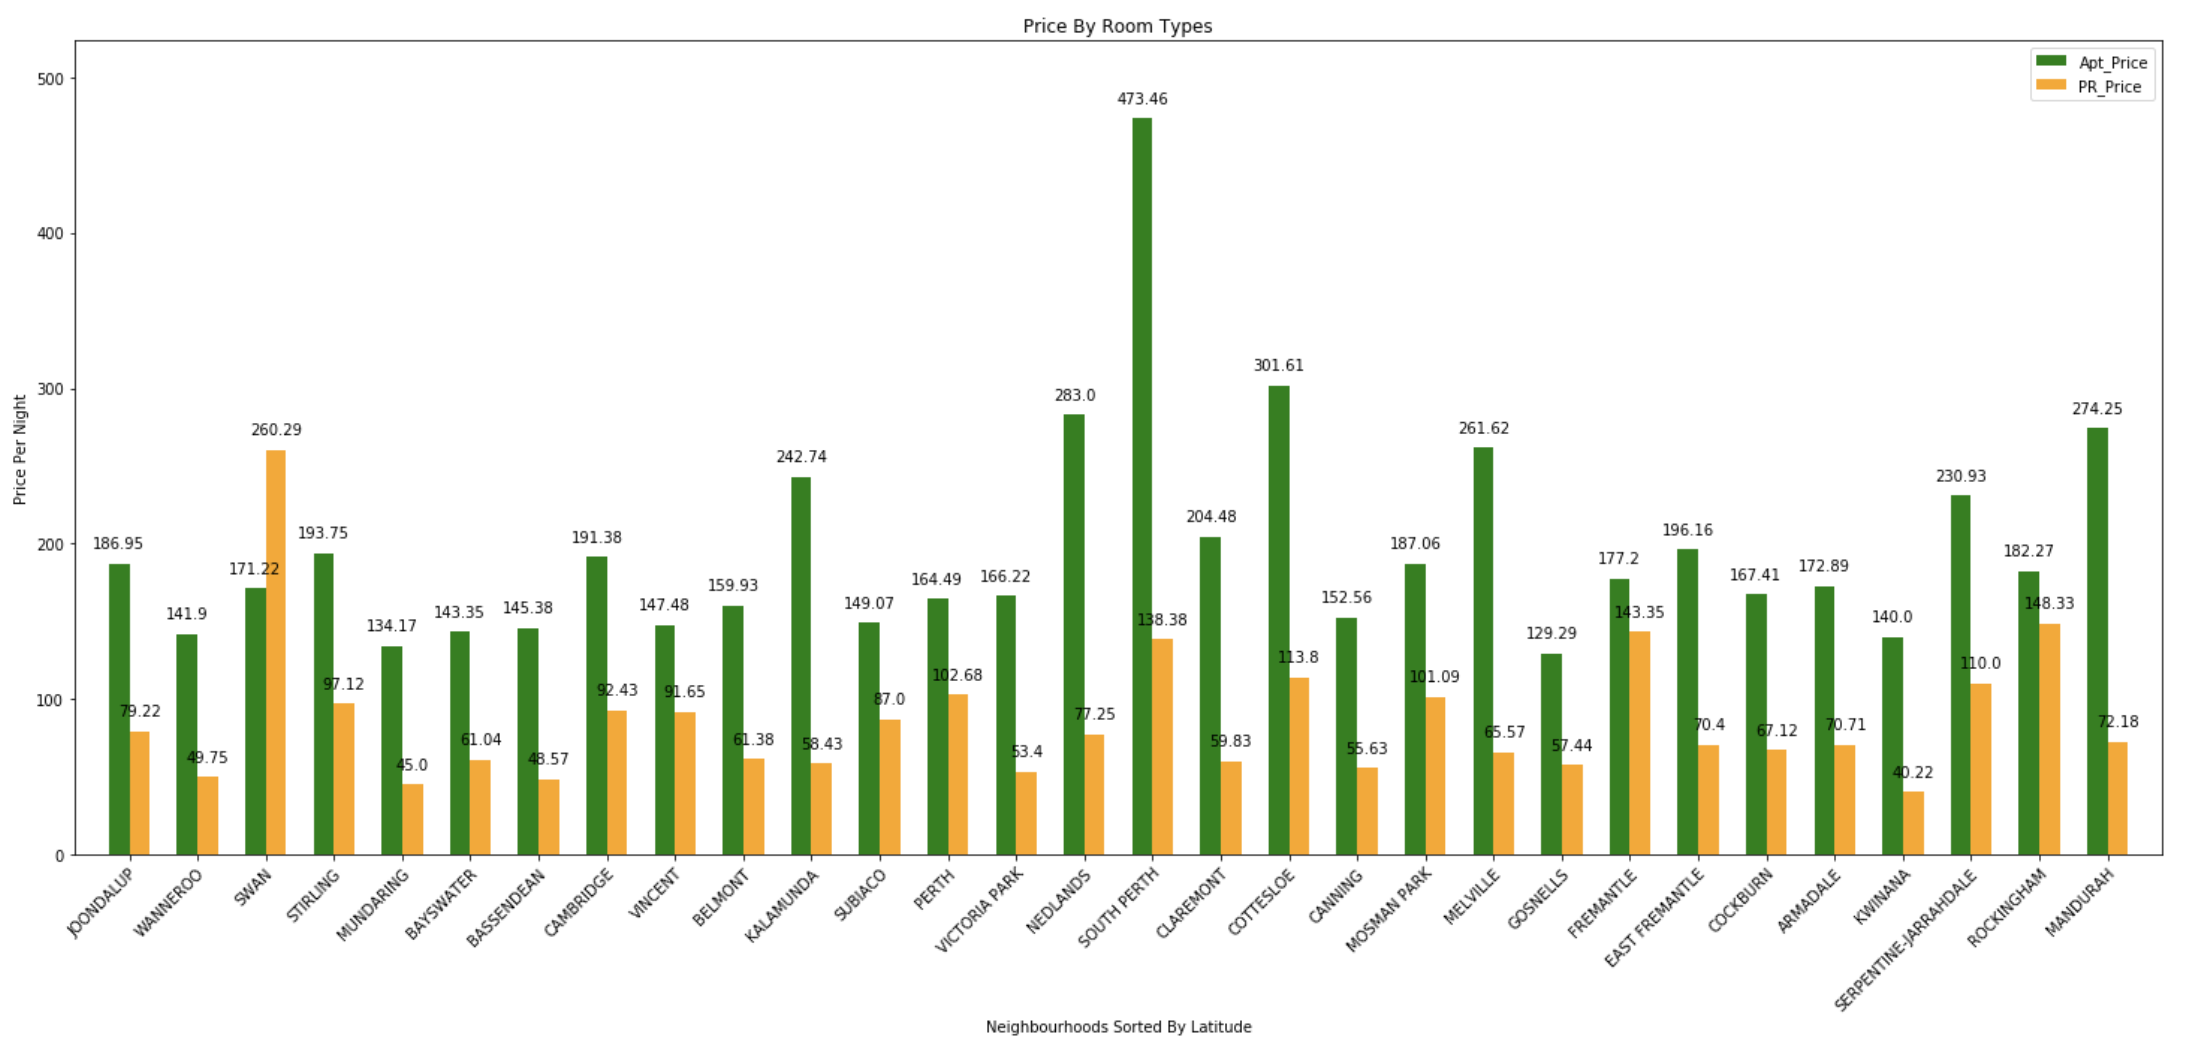 Price By Room Types
Apt_Price
PR_Price
Price Per Night
500
400
300
200
100
0
186.95
79.22
141.9
49.75
171.22
260.29
193.75
97.12
134.17
45.0
143.35
61.04
145.38
48.57
191.38
92.43
147.48
91.65
159.93
61.38
242.74
58.43
149.07
87.0
164.49
102.68
166.22
53.4
283.0
77.25
473.46
138.38
204.48
59.83
301.61
113.8
152.56
55.63
187.06
101.09
261.62
65.57
129.29
57.44
177.2
143.35
196.16
70.4
167.41
67.12
172.89
70.71
140.0
40.22
230.93
110.0
182.27
148.33
274.25
72.18
JOONDALUP
WANNEROO
SWAN
STIRLING
MUNDARING
BAYSWATER
BASSENDEAN
CAMBRIDGE
VINCENT
BELMONT
KALAMUNDA
SUBIACO
PERTH
VICTORIA PARK
NEDLANDS
SOUTH PERTH
CLAREMONT
COTTESLOE
CANNING
MOSMAN PARK
MELVILLE
GOSNELLS
FREMANTLE
EAST FREMANTLE
COCKBURN
ARMADALE
KWINANA
SERPENTINE-JARRAHDALE
ROCKINGHAM
MANDURAH
Neighbourhoods Sorted By Latitude